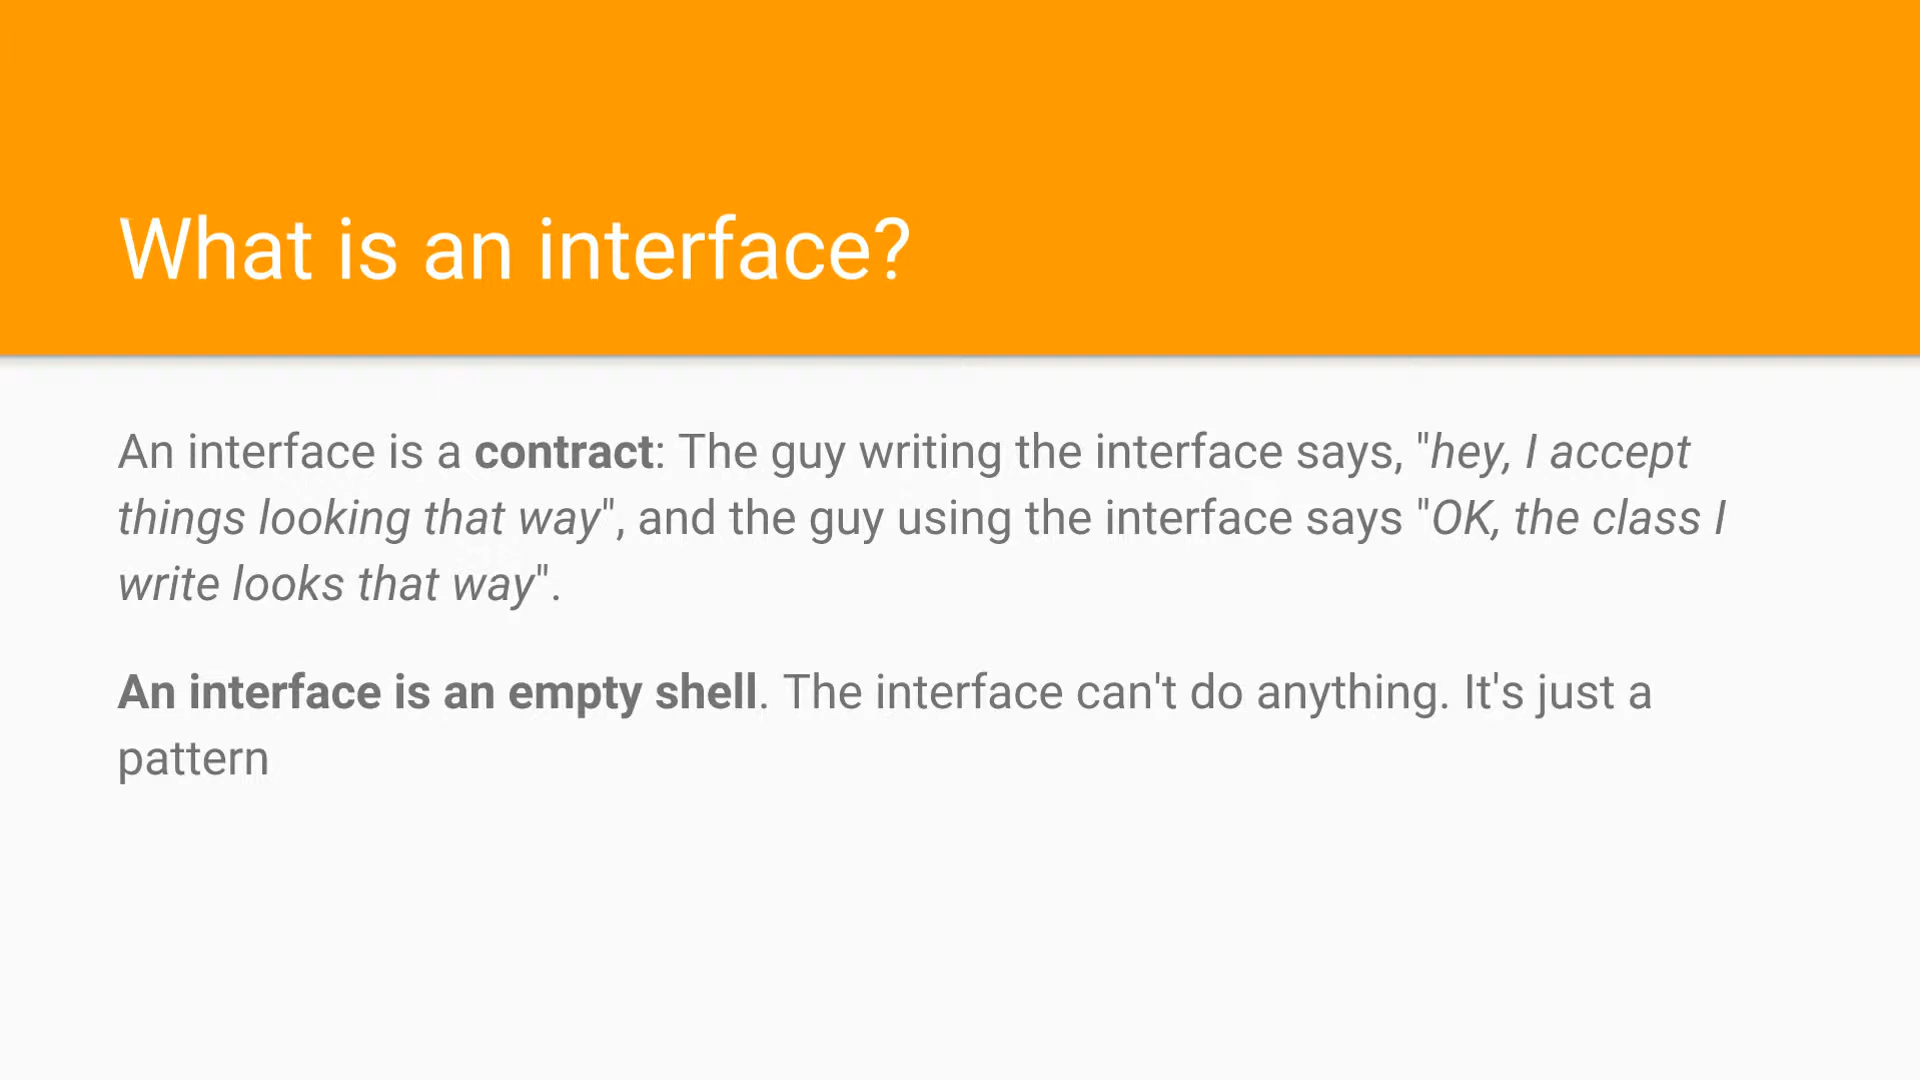 What is an interface?
An interface is a contract: The guy writing the interface says, "hey, I accept
things looking that way", and the guy using the interface says "OK, the class I
write looks that way".
An interface is an empty shell. The interface can't do anything. It's just a
pattern